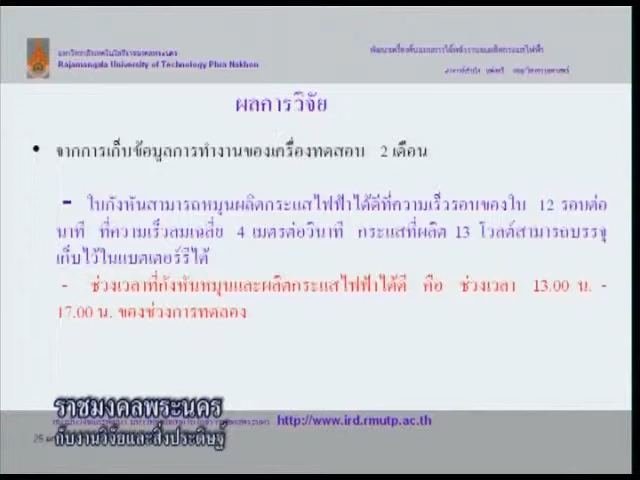 มหาวิทยาลัยเทคโนโลยีราชมงคลพระนคร
Rajamangala University of Technology Phra Nakhon
ผลการวิจัย
• จากการเก็บข้อมูลการทำงานของเครื่องทดสอบ 2 เดือน
- ใบกังหันสามารถหมุนผลิตกระแสไฟฟ้าได้ดีที่ความเร็วรอบของใบ 12 รอบต่อ
นาที ที่ความเร็วลมเฉลี่ย 4 เมตรต่อวินาที กระแสที่ผลิต 13 โวลต์สามารถบรรจุ
เก็บไว้ในแบตเตอร์รี่ได้
- ช่วงเวลาที่กังหันหมุนและผลิตกระแสไฟฟ้าได้ดี คือ ช่วงเวลา 13.00 น. -
17.00 น. ของช่วงการทดลอง
ราชมงคลพระนคร
http://www.ird.rmutp.ac.th
กับงานวิจัยและสิ่งประดิษฐ์